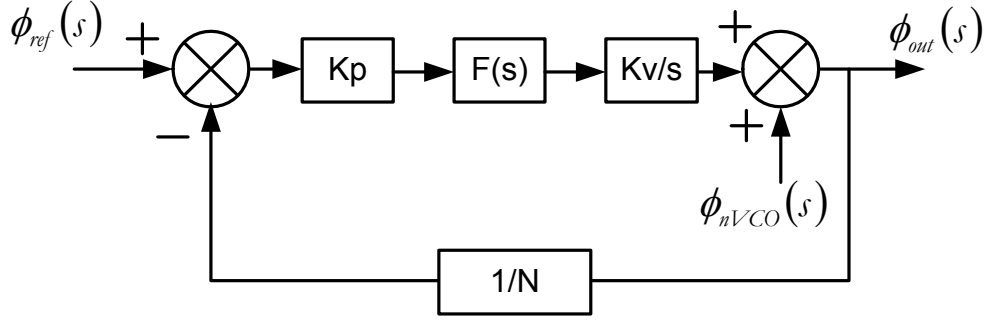 ϕref(s)
+
Kp
F(s)
Kv/s
+
ϕout(s)
−
+
ϕnVCO(s)
1/N